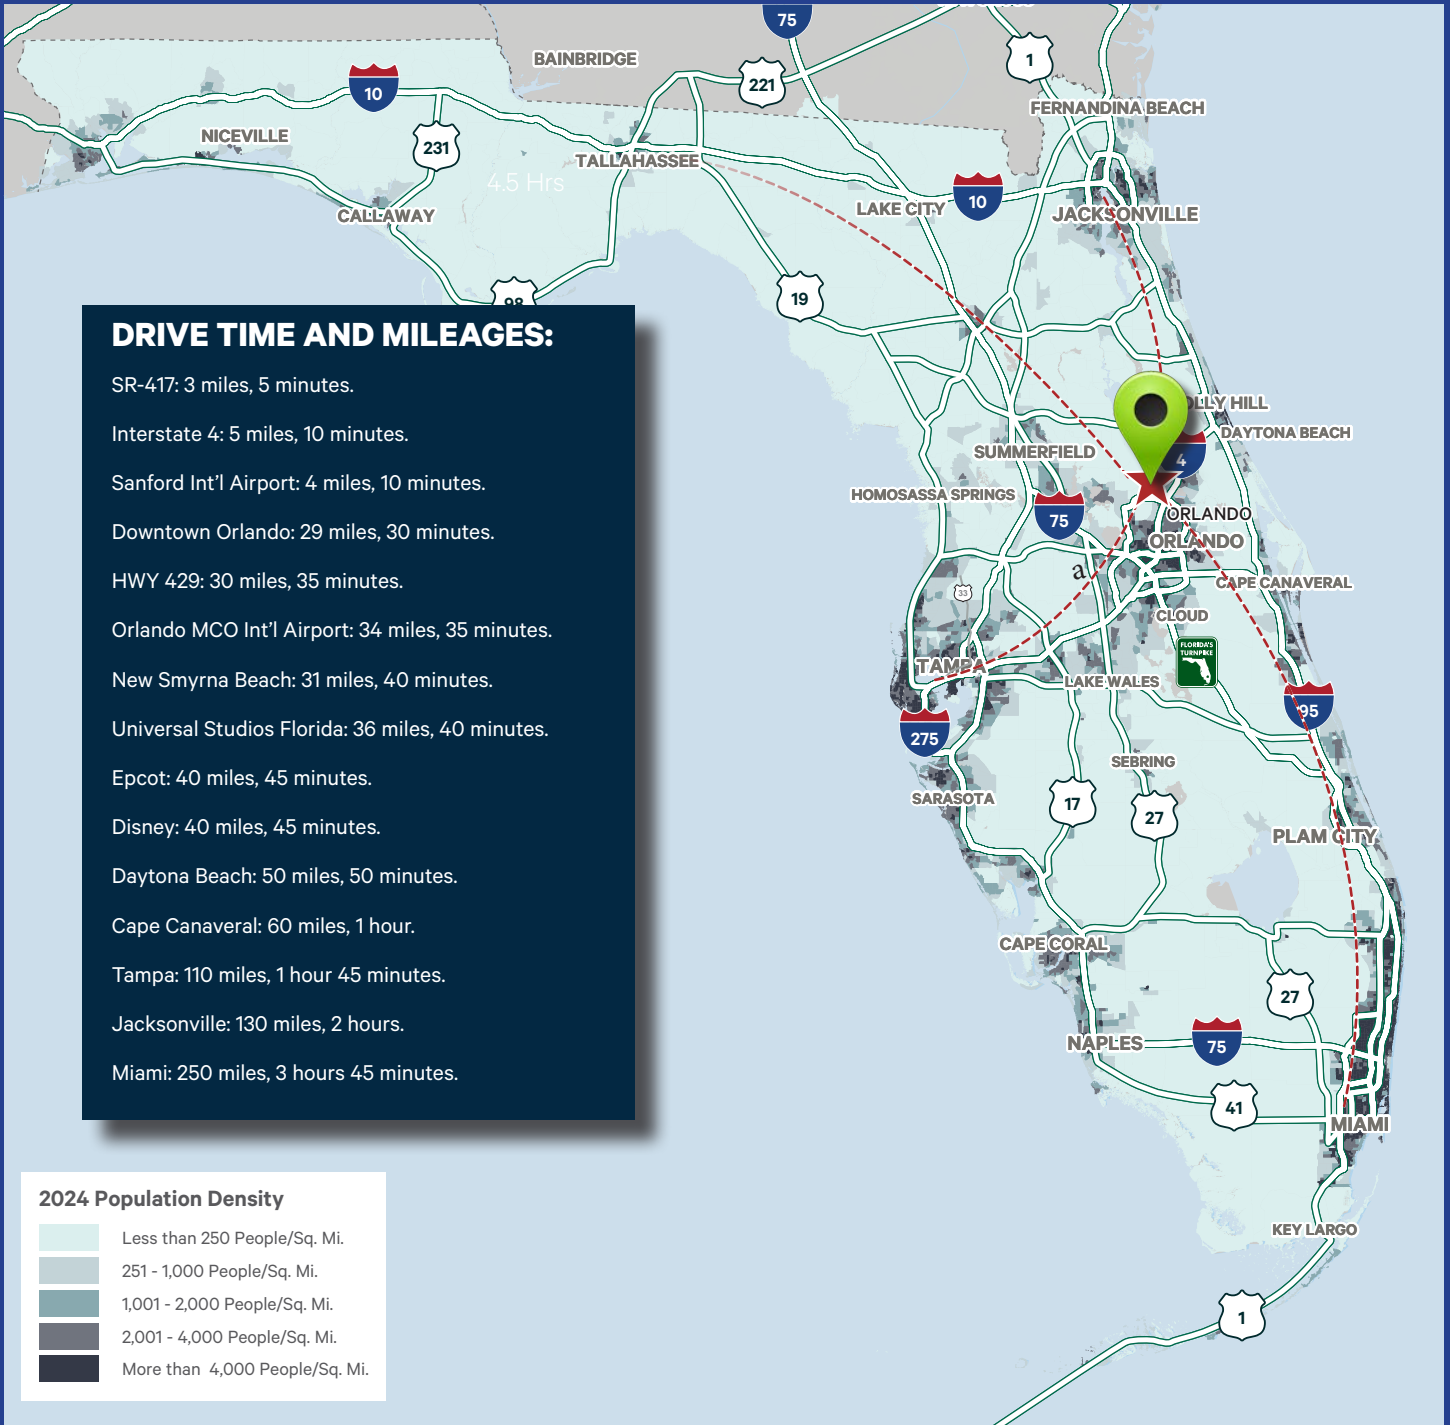 75
BAINBRIDGE
221
1
10
FERNANDINA BEACH
NICEVILLE
231
TALLAHASSEE
4.5 Hrs
10
LAKE CITY
CALLAWAY
JACKSONVILLE
98
19
DRIVE TIME AND MILEAGES:
SR-417: 3 miles, 5 minutes.
Interstate 4: 5 miles, 10 minutes.
Sanford Int'l Airport: 4 miles, 10 minutes.
Downtown Orlando: 29 miles, 30 minutes.
HWY 429: 30 miles, 35 minutes.
Orlando MCO Int'l Airport: 34 miles, 35 minutes.
New Smyrna Beach: 31 miles, 40 minutes.
Universal Studios Florida: 36 miles, 40 minutes.
Epcot: 40 miles, 45 minutes.
Disney: 40 miles, 45 minutes.
Daytona Beach: 50 miles, 50 minutes.
Cape Canaveral: 60 miles, 1 hour.
Tampa: 110 miles, 1 hour 45 minutes.
Jacksonville: 130 miles, 2 hours.
Miami: 250 miles, 3 hours 45 minutes.
OLLY HILL
DAYTONA BEACH
SUMMERFIELD
4
HOMOSASSA SPRINGS
75
ORLANDO
ORLANDO
a
CAPE CANAVERAL
33
CLOUD
FLORIDA'S
TURNPIKE
TAMPA
LAKE WALES
95
275
SEBRING
SARASOTA
17
27
PLAM CITY
CAPE CORAL
27
NAPLES
75
41
MIAMI
KEY LARGO
1
2024 Population Density
Less than 250 People/Sq. Mi.
251 - 1,000 People/Sq. Mi.
1,001 - 2,000 People/Sq. Mi.
2,001 - 4,000 People/Sq. Mi.
More than  4,000 People/Sq. Mi.